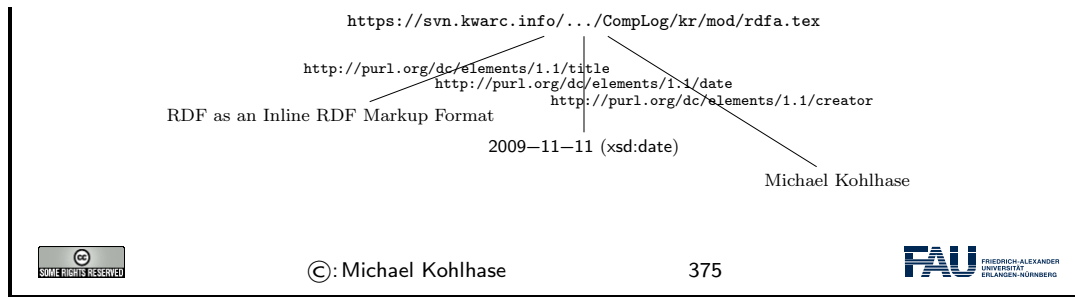 https://svn.kwarc.info/.../CompLog/kr/mod/rdfa.tex
http://purl.org/dc/elements/1.1/title
http://purl.org/dc/elements/1.1/date
http://purl.org/dc/elements/1.1/creator
RDF as an Inline RDF Markup Format
2009–11–11 (xsd:date)
Michael Kohlhase
cc
SOME RIGHTS RESERVED
©: Michael Kohlhase
375
FAU
FRIEDRICH-ALEXANDER
UNIVERSITÄT
ERLANGEN-NÜRNBERG